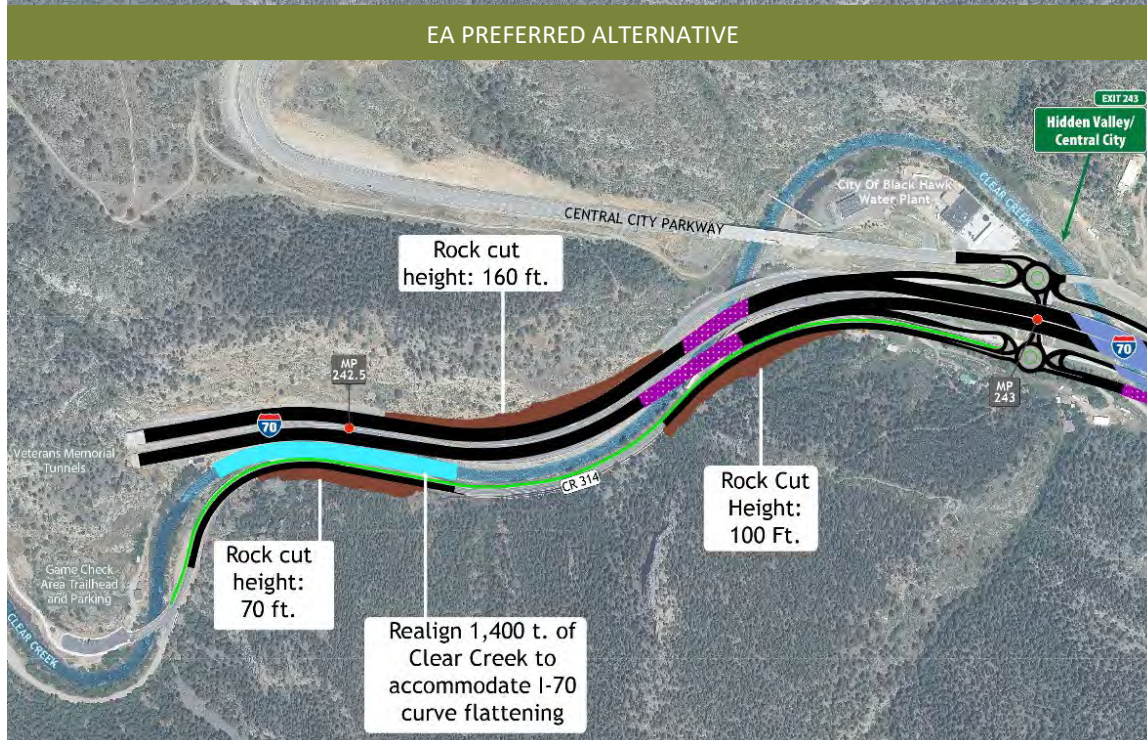 EA PREFERRED ALTERNATIVE
EXIT 243
Hidden Valley/
Central City
CLEAR CREEK
City Of Black Hawk
Water Plant
CENTRAL CITY PARKWAY
Rock cut
height: 160 ft.
MP
242.5
70
70
MP
243
Veterans Memorial
Tunnels
CR 314
Rock Cut
Height:
100 Ft.
Rock cut
height:
70 ft.
Game Check
Area Trailhead
and Parking
CLEAR CREEK
Realign 1,400 t. of
Clear Creek to
accommodate I-70
curve flattening